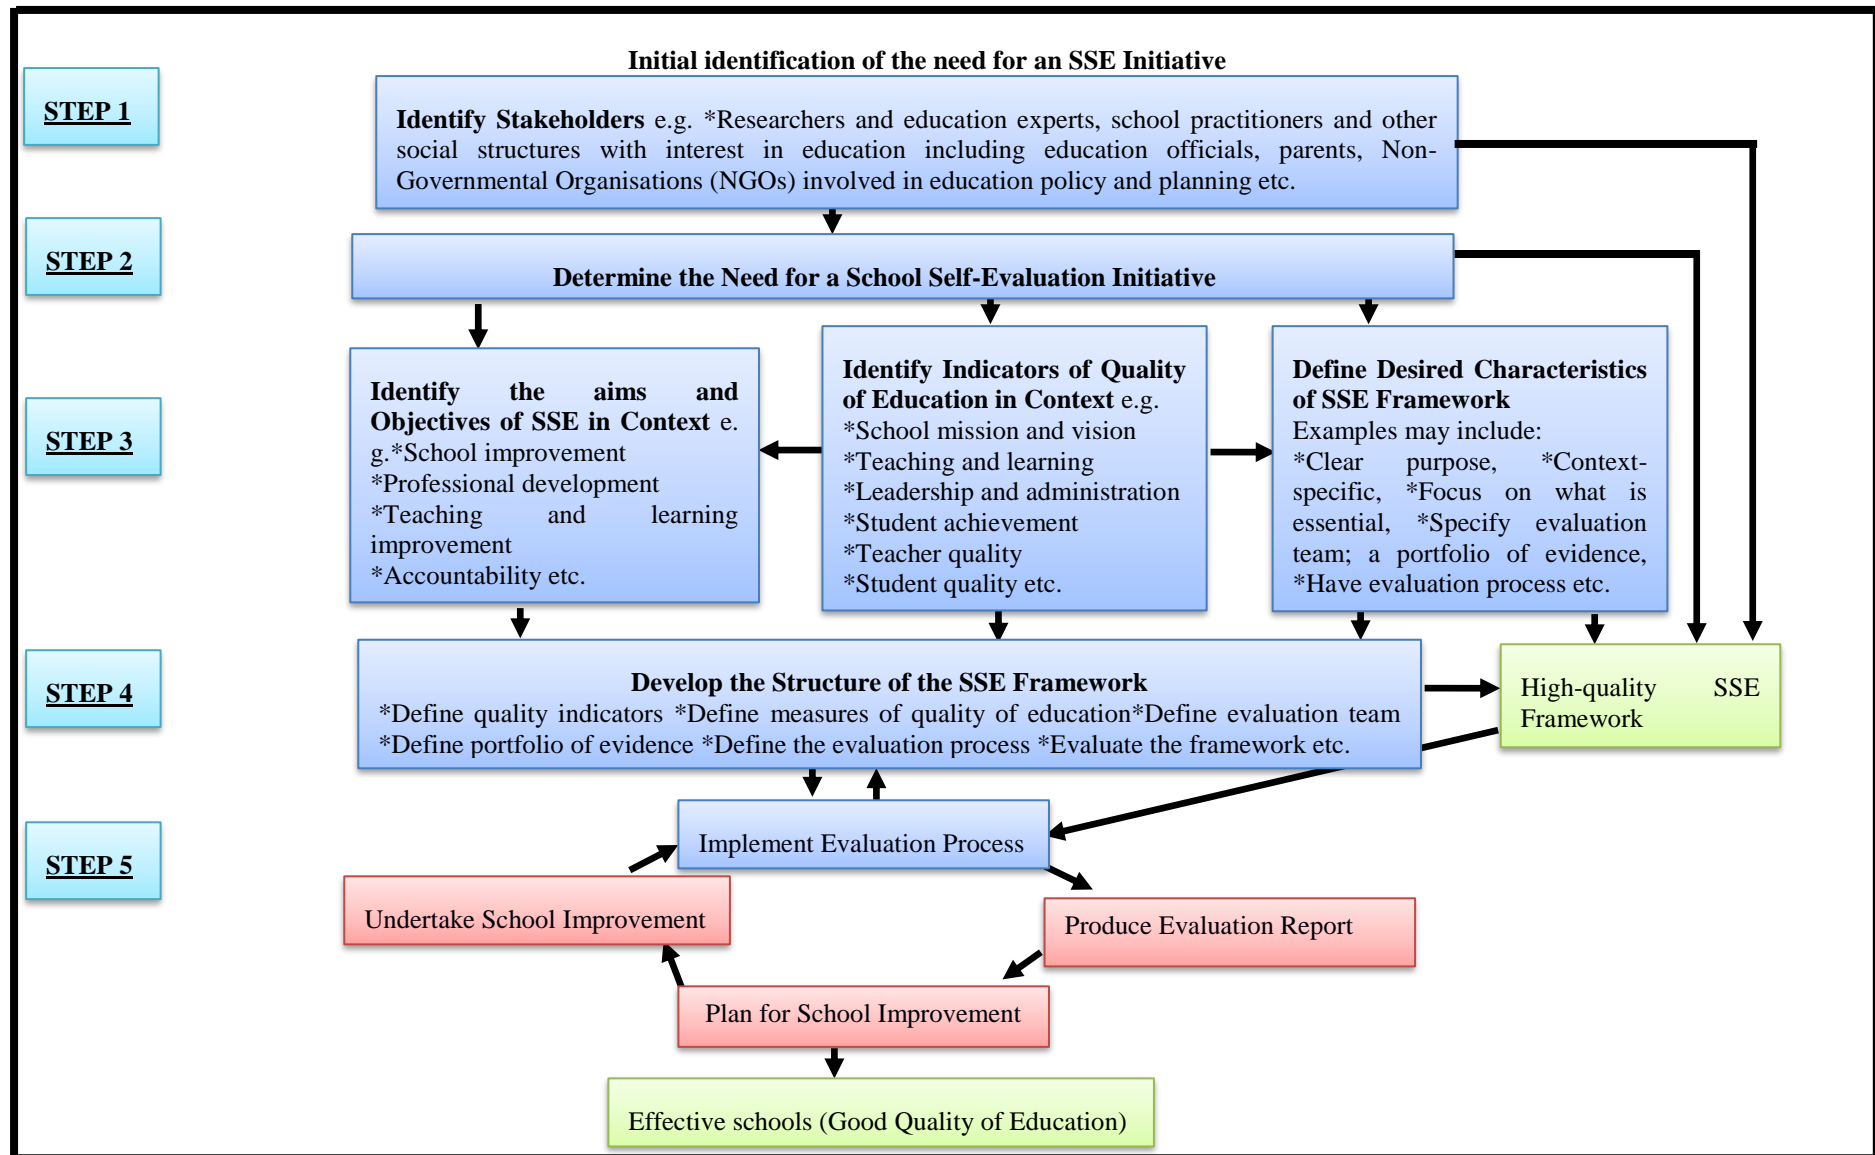 Initial identification of the need for an SSE Initiative
STEP 1
Identify Stakeholders e.g. *Researchers and education experts, school practitioners and other
social structures with interest in education including education officials, parents, Non-
Governmental Organisations (NGOs) involved in education policy and planning etc.
STEP 2
Determine the Need for a School Self-Evaluation Initiative
STEP 3
Identify the aims and
Objectives of SSE in Context e.
g.*School improvement
*Professional development
*Teaching and learning
improvement
*Accountability etc.
Identify Indicators of Quality
of Education in Context e.g.
*School mission and vision
*Teaching and learning
*Leadership and administration
*Student achievement
*Teacher quality
*Student quality etc.
Define Desired Characteristics
of SSE Framework
Examples may include:
*Clear purpose, *Context-
specific, *Focus on what is
essential, *Specify evaluation
team; a portfolio of evidence,
*Have evaluation process etc.
STEP 4
Develop the Structure of the SSE Framework
*Define quality indicators *Define measures of quality of education*Define evaluation team
*Define portfolio of evidence *Define the evaluation process *Evaluate the framework etc.
High-quality SSE
Framework
STEP 5
Implement Evaluation Process
Undertake School Improvement
Produce Evaluation Report
Plan for School Improvement
Effective schools (Good Quality of Education)